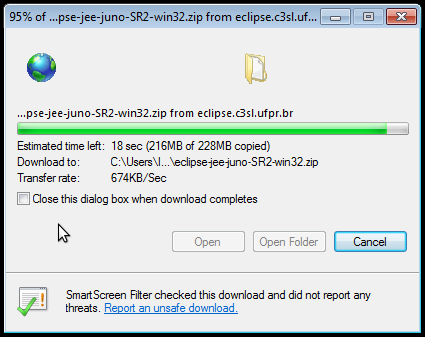 95% of ...pse-jee-juno-SR2-win32.zip from eclipse.c3sl.uf...
...pse-jee-juno-SR2-win32.zip from eclipse.c3sl.ufpr.br
Estimated time left: 18 sec (216MB of 228MB copied)
Download to: C:\Users\I...\eclipse-jee-juno-SR2-win32.zip
Transfer rate: 674KB/Sec
Close this dialog box when download completes
Open Open Folder Cancel
SmartScreen Filter checked this download and did not report any
threats. Report an unsafe download.